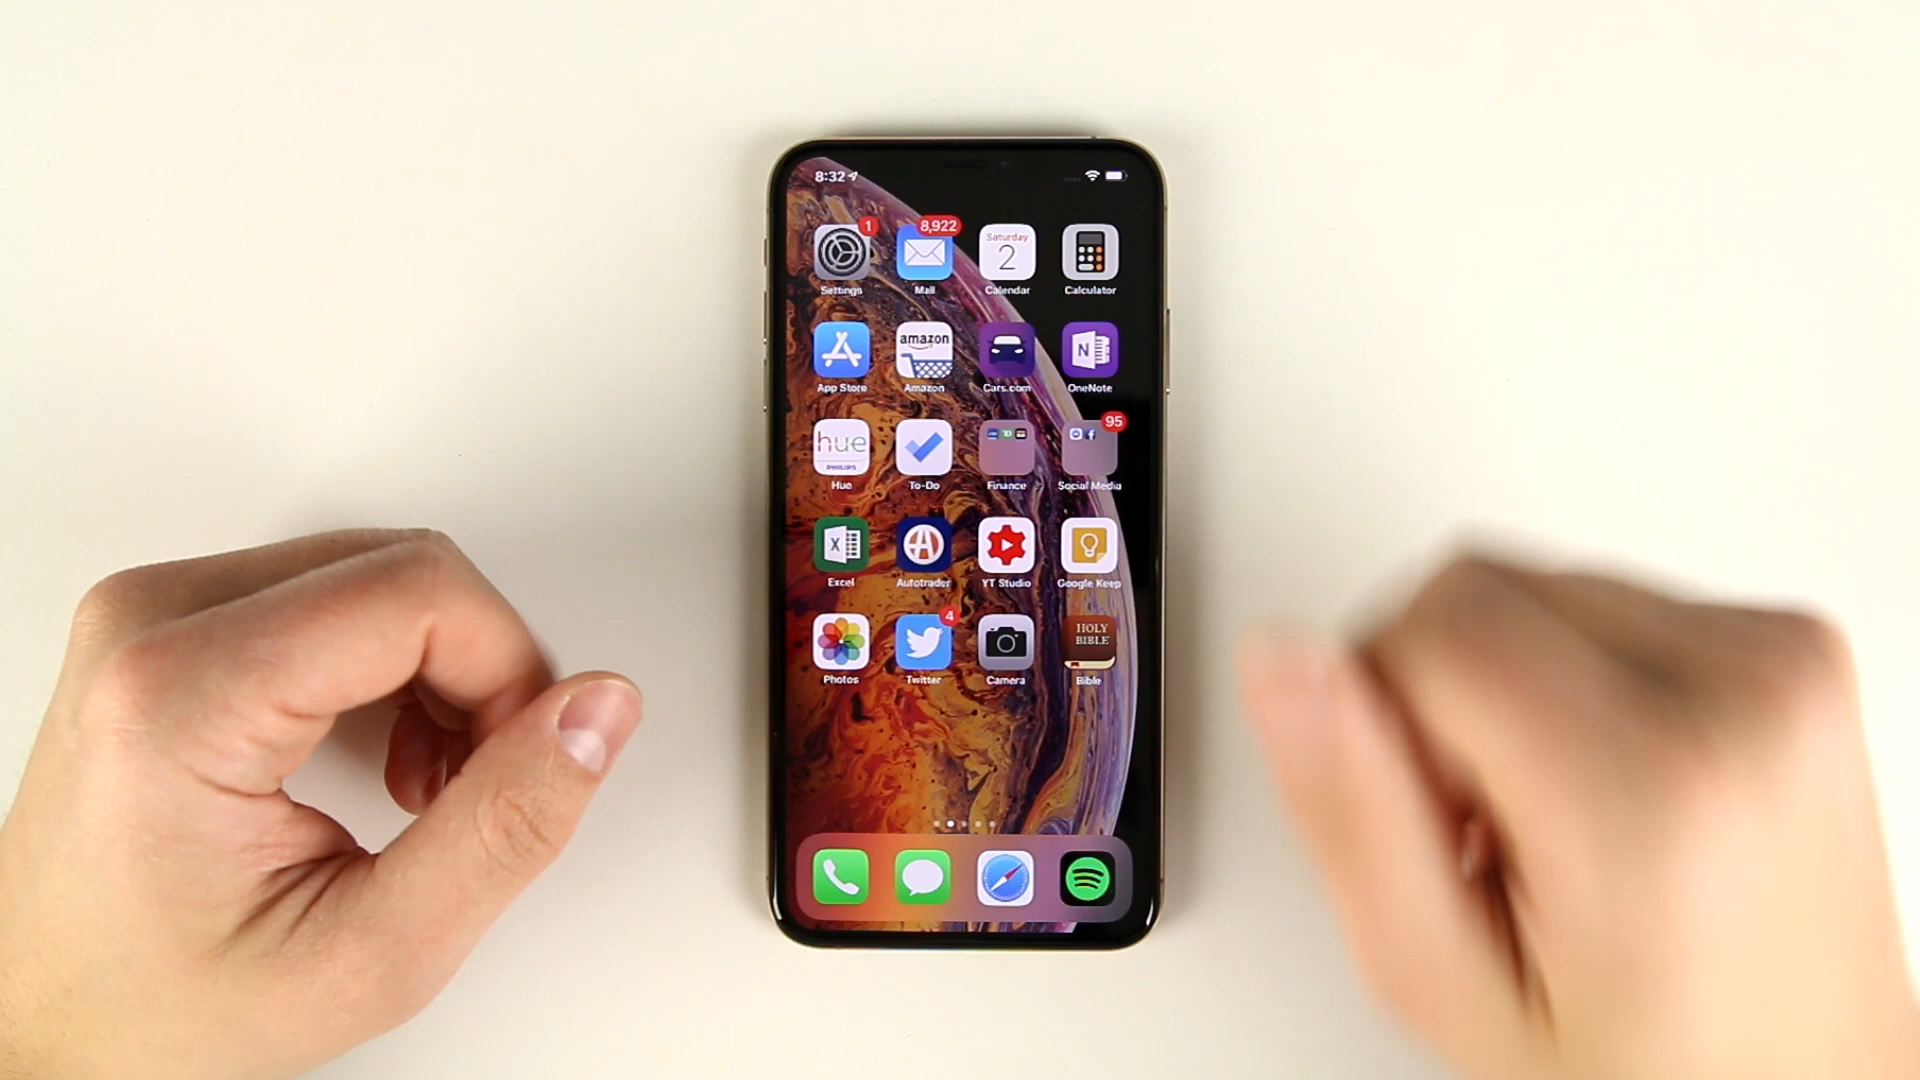 8:32
1
8,922
Saturday
2
Settings
Mail
Calendar
Calculator
amazon
N
App Store
Amazon
Cars.com
OneNote
95
hue
PHILIPS
Hue
To-Do
Finance
Social Media
X
Excel
Autotrader
YT Studio
Google Keep
4
HOLY
BIBLE
Photos
Twitter
Camera
Bible